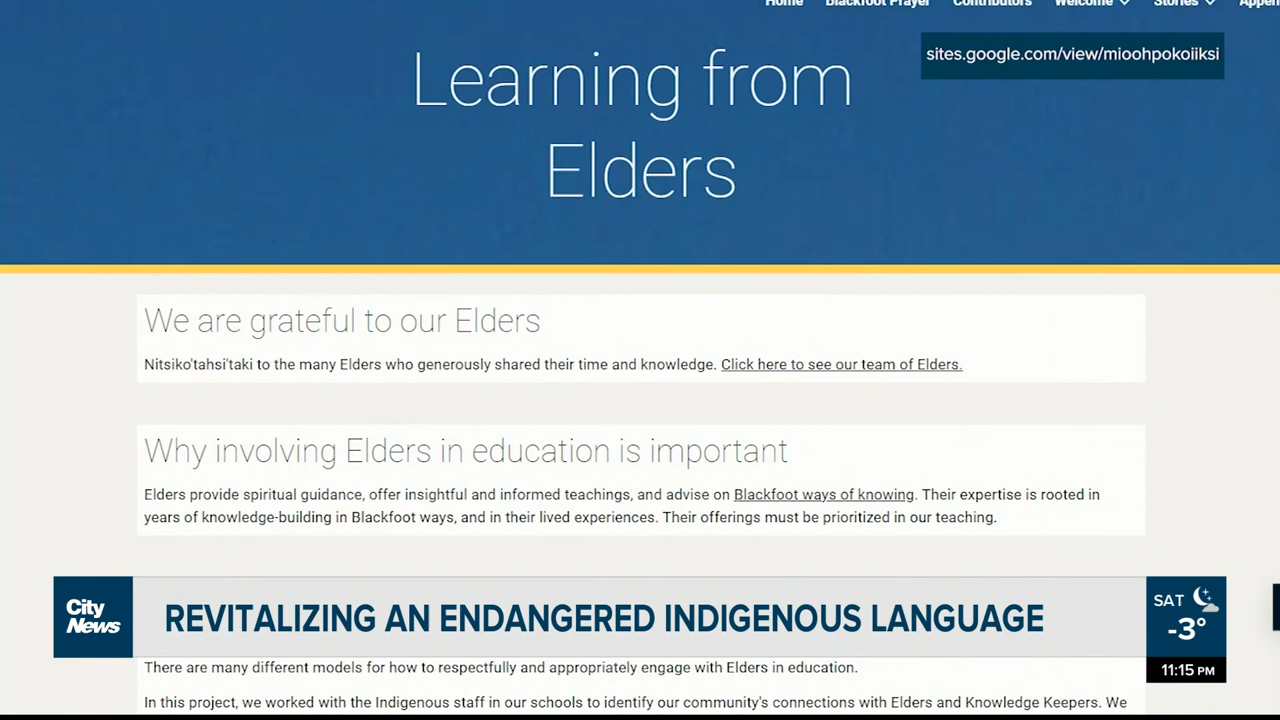 Home Blackfoot Prayer Contributors Welcome Stories
sites.google.com/view/mioohpokoiiksi
Learning from
Elders
We are grateful to our Elders
Nitsiko'tahsi'taki to the many Elders who generously shared their time and knowledge. Click here to see our team of Elders.
Why involving Elders in education is important
Elders provide spiritual guidance, offer insightful and informed teachings, and advise on Blackfoot ways of knowing. Their expertise is rooted in
years of knowledge-building in Blackfoot ways, and in their lived experiences. Their offerings must be prioritized in our teaching.
City
News
REVITALIZING AN ENDANGERED INDIGENOUS LANGUAGE
SAT
-3°
11:15 PM
There are many different models for how to respectfully and appropriately engage with Elders in education.
In this project, we worked with the Indigenous staff in our schools to identify our community's connections with Elders and Knowledge Keepers. We